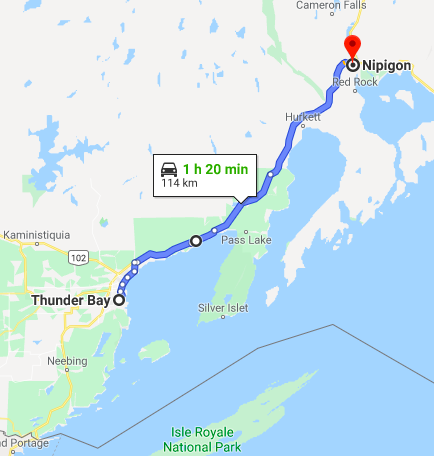 Cameron Falls
Nipigon
Red Rock
Hurkett
1 h 20 min
114 km
Kaministiquia
102
Pass Lake
Thunder Bay
Silver Islet
Neebing
Isle Royale
National Park
d Portage